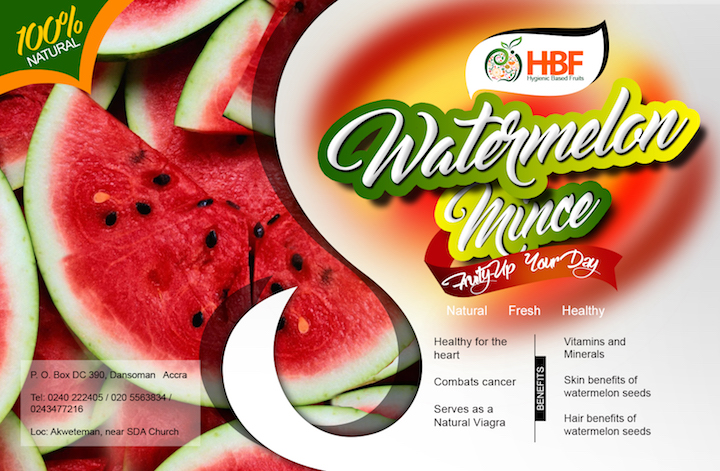 100%
NATURAL
HBF
Hygienic Based Fruits
Watermelon
Mince
FruityUp Your Day
Natural Fresh Healthy
Healthy for the
heart
Combats cancer
Serves as a
Natural Viagra
BENEFITS
Vitamins and
Minerals
Skin benefits of
watermelon seeds
Hair benefits of
watermelon seeds
P. O. Box DC 390, Dansoman Accra
Tel: 0240 222405 / 020 5563834 /
0243477216
Loc: Akweteman, near SDA Church